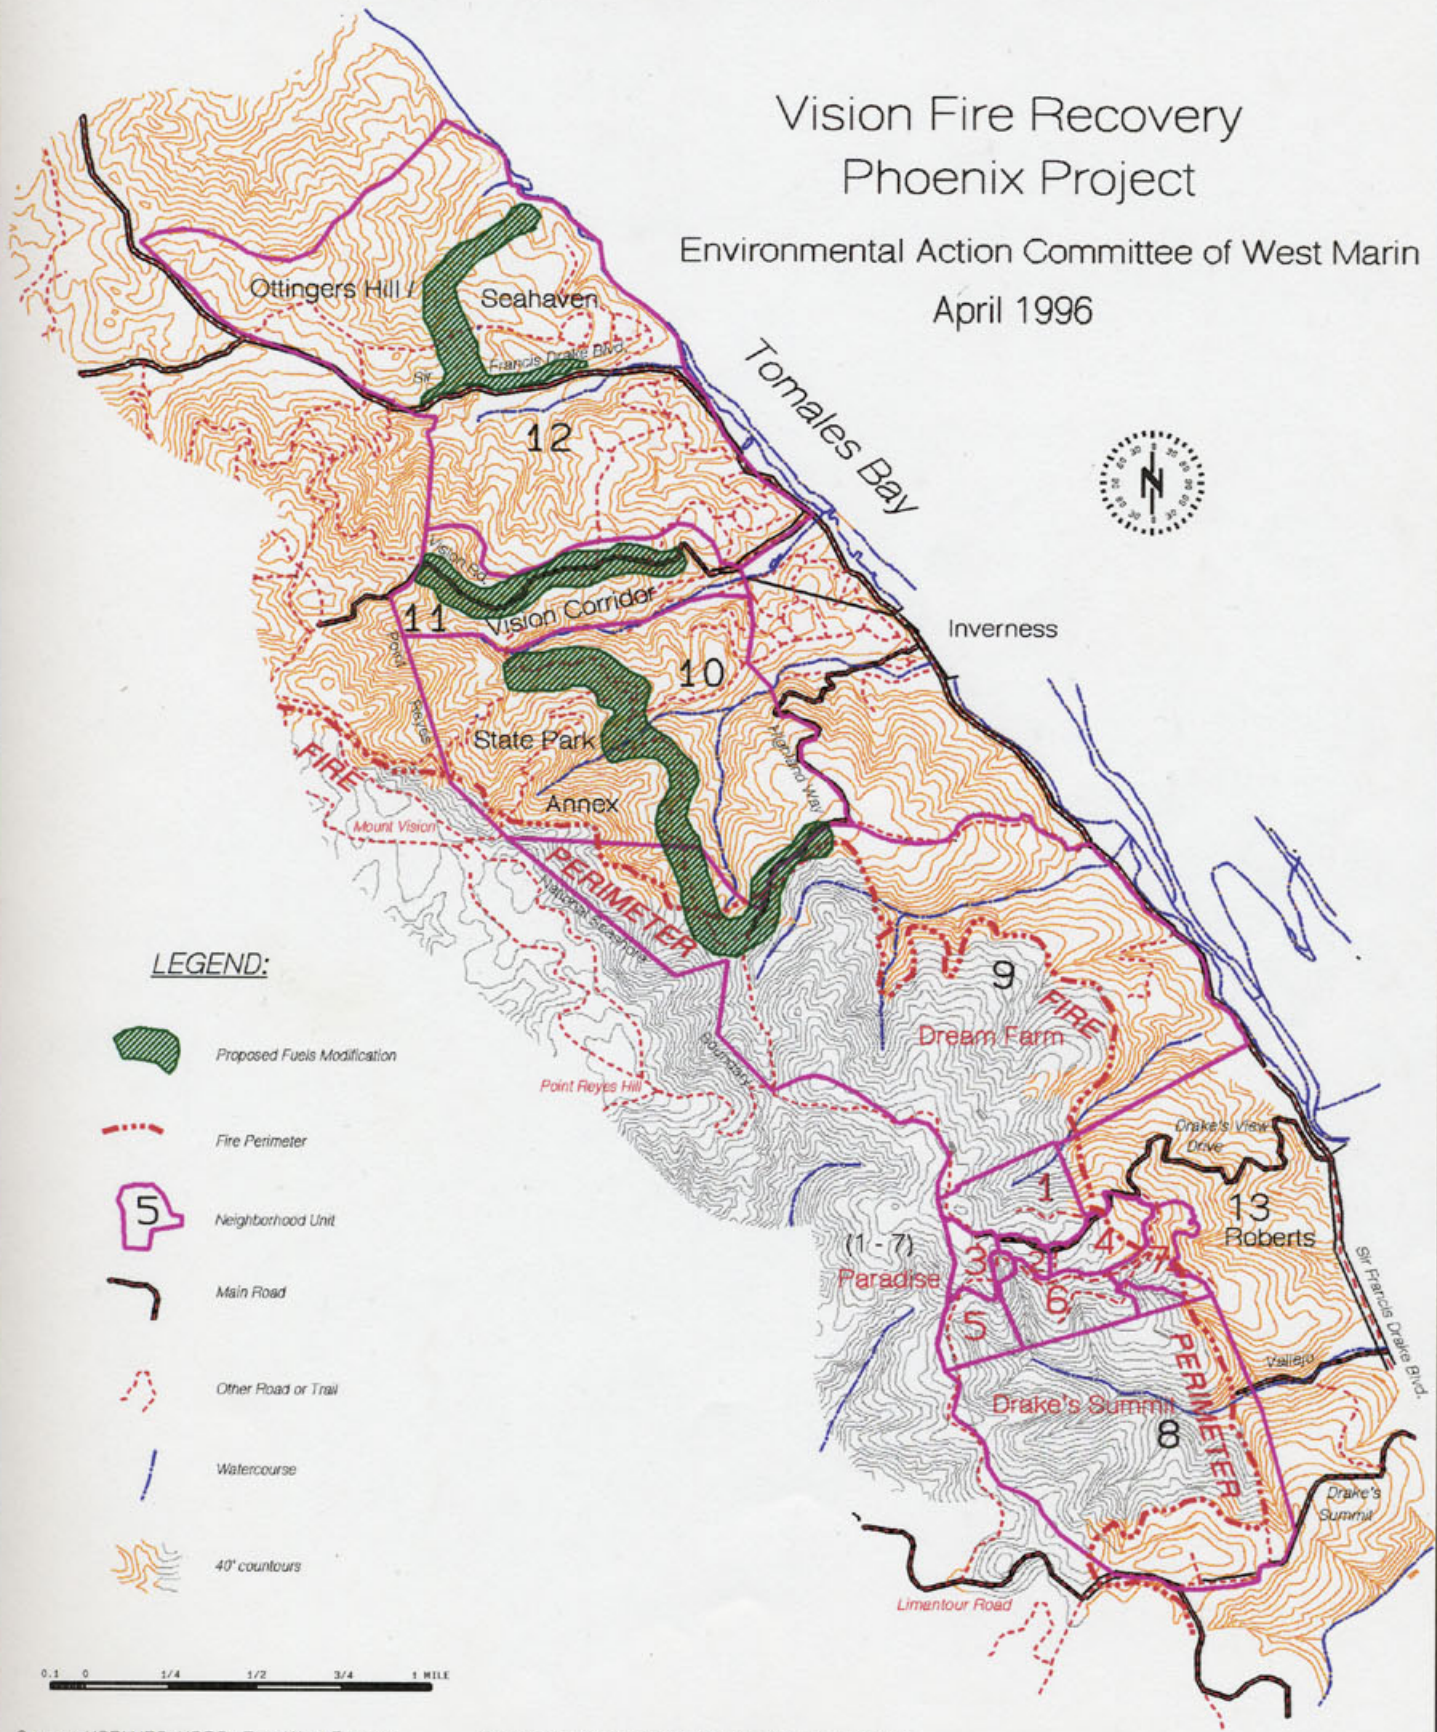 Vision Fire Recovery
Phoenix Project
Environmental Action Committee of West Marin
April 1996
Ottingers Hill /
Seahaven
Sir
Francis Drake Blvd.
Tomales Bay
12
N
Vision Rd.
11
Vision Corridor
Inverness
Point
10
Reyes
State Park
FIRE
Highland Way
Annex
Mount Vision
PERIMETER
National Seashore
LEGEND:
9
FIRE
Dream Farm
Proposed Fuels Modification
Boundary
Point Reyes Hill
Fire Perimeter
Drake's View
Drive
1
5
Neighborhood Unit
13
Roberts
(1 - 7)
Paradise
3
2
4
7
Main Road
6
5
Sir Francis Drake Blvd.
PERIMETER
Vallejo
Other Road or Trail
Drake's Summit
8
Watercourse
Drake's
Summit
40' countours
Limantour Road
0.1 0 1/4 1/2 3/4 1 MILE